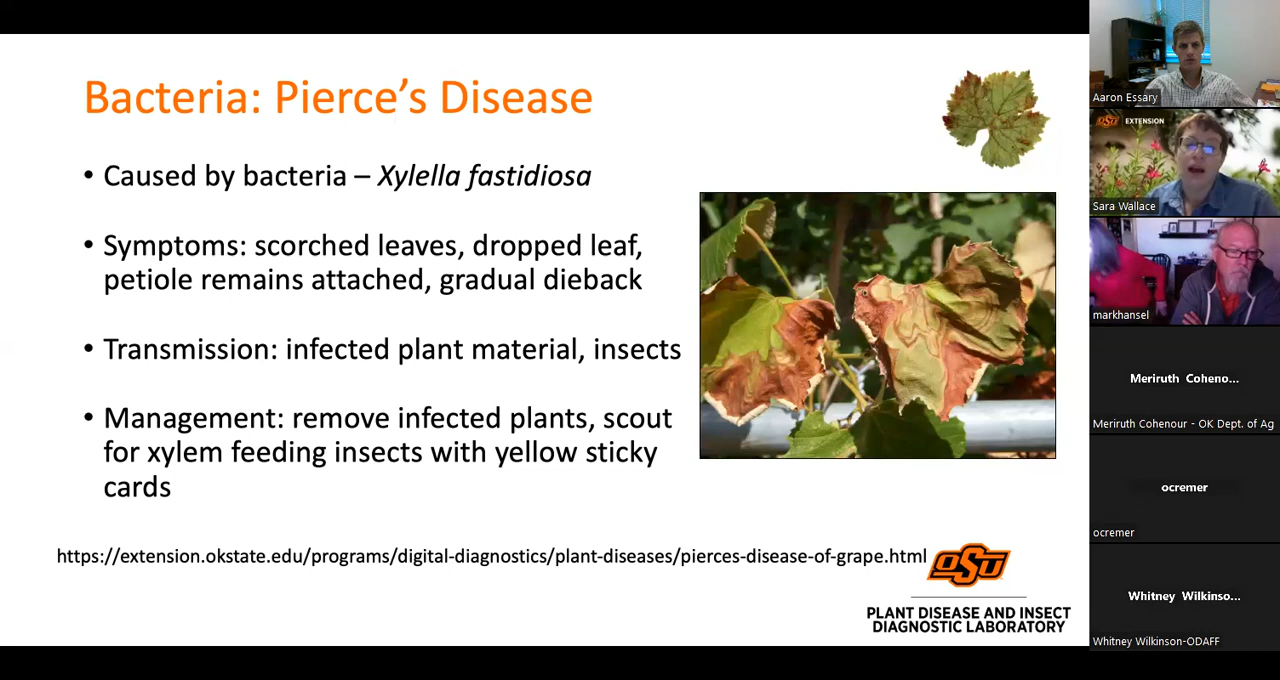 Bacteria: Pierce's Disease
• Caused by bacteria – Xylella fastidiosa
• Symptoms: scorched leaves, dropped leaf,
petiole remains attached, gradual dieback
• Transmission: infected plant material, insects
• Management: remove infected plants, scout
for xylem feeding insects with yellow sticky
cards
https://extension.okstate.edu/programs/digital-diagnostics/plant-diseases/pierces-disease-of-grape.html
OSU
PLANT DISEASE AND INSECT
DIAGNOSTIC LABORATORY
Aaron Essary
OSU EXTENSION
Sara Wallace
markhansel
Meriruth Coheno...
Meriruth Cohenour - OK Dept. of Ag
ocremer
ocremer
Whitney Wilkinso...
Whitney Wilkinson-ODAFF